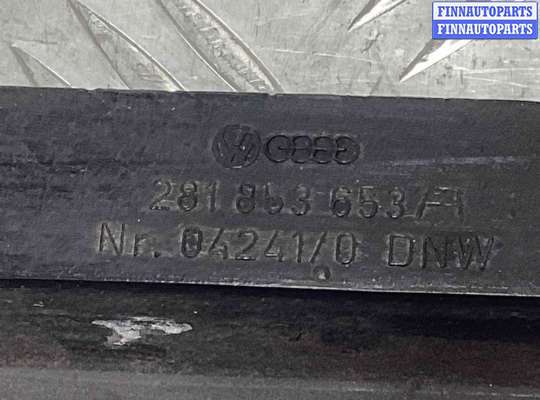 FINNAUTOPARTS
FINNAUTOPARTS
281 853 653
Nr. 04241/0 DNW